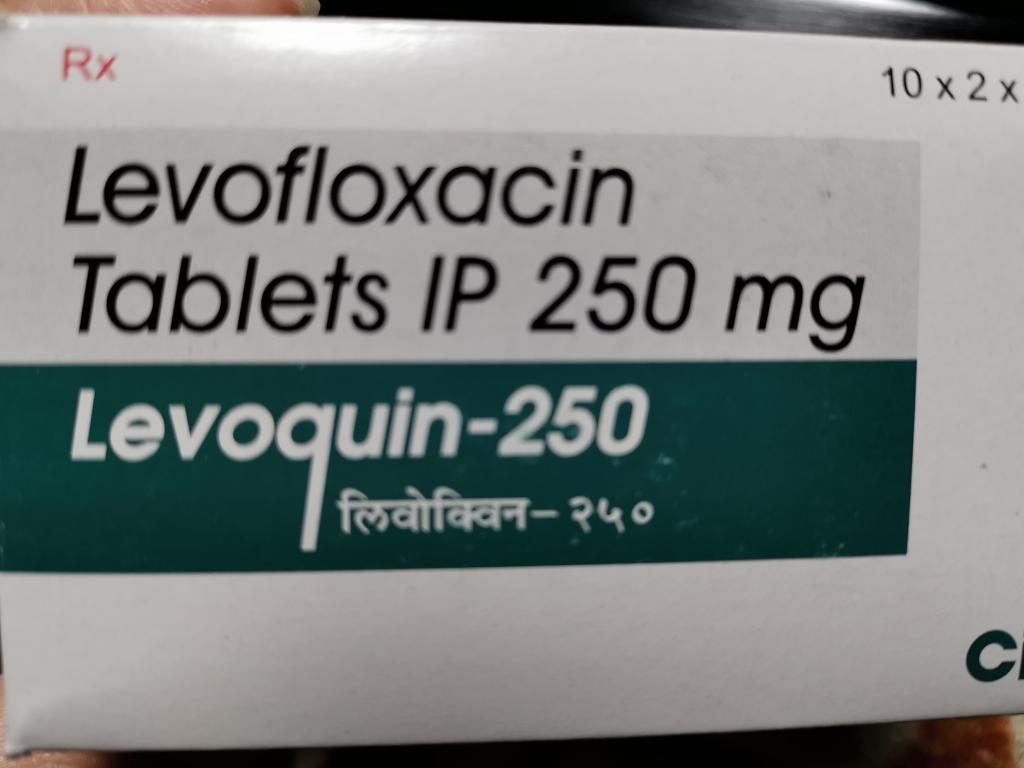 Rx
10 x 2 x
Levofloxacin
Tablets IP 250 mg
Levoquin-250
लिवोक्विन– २५०